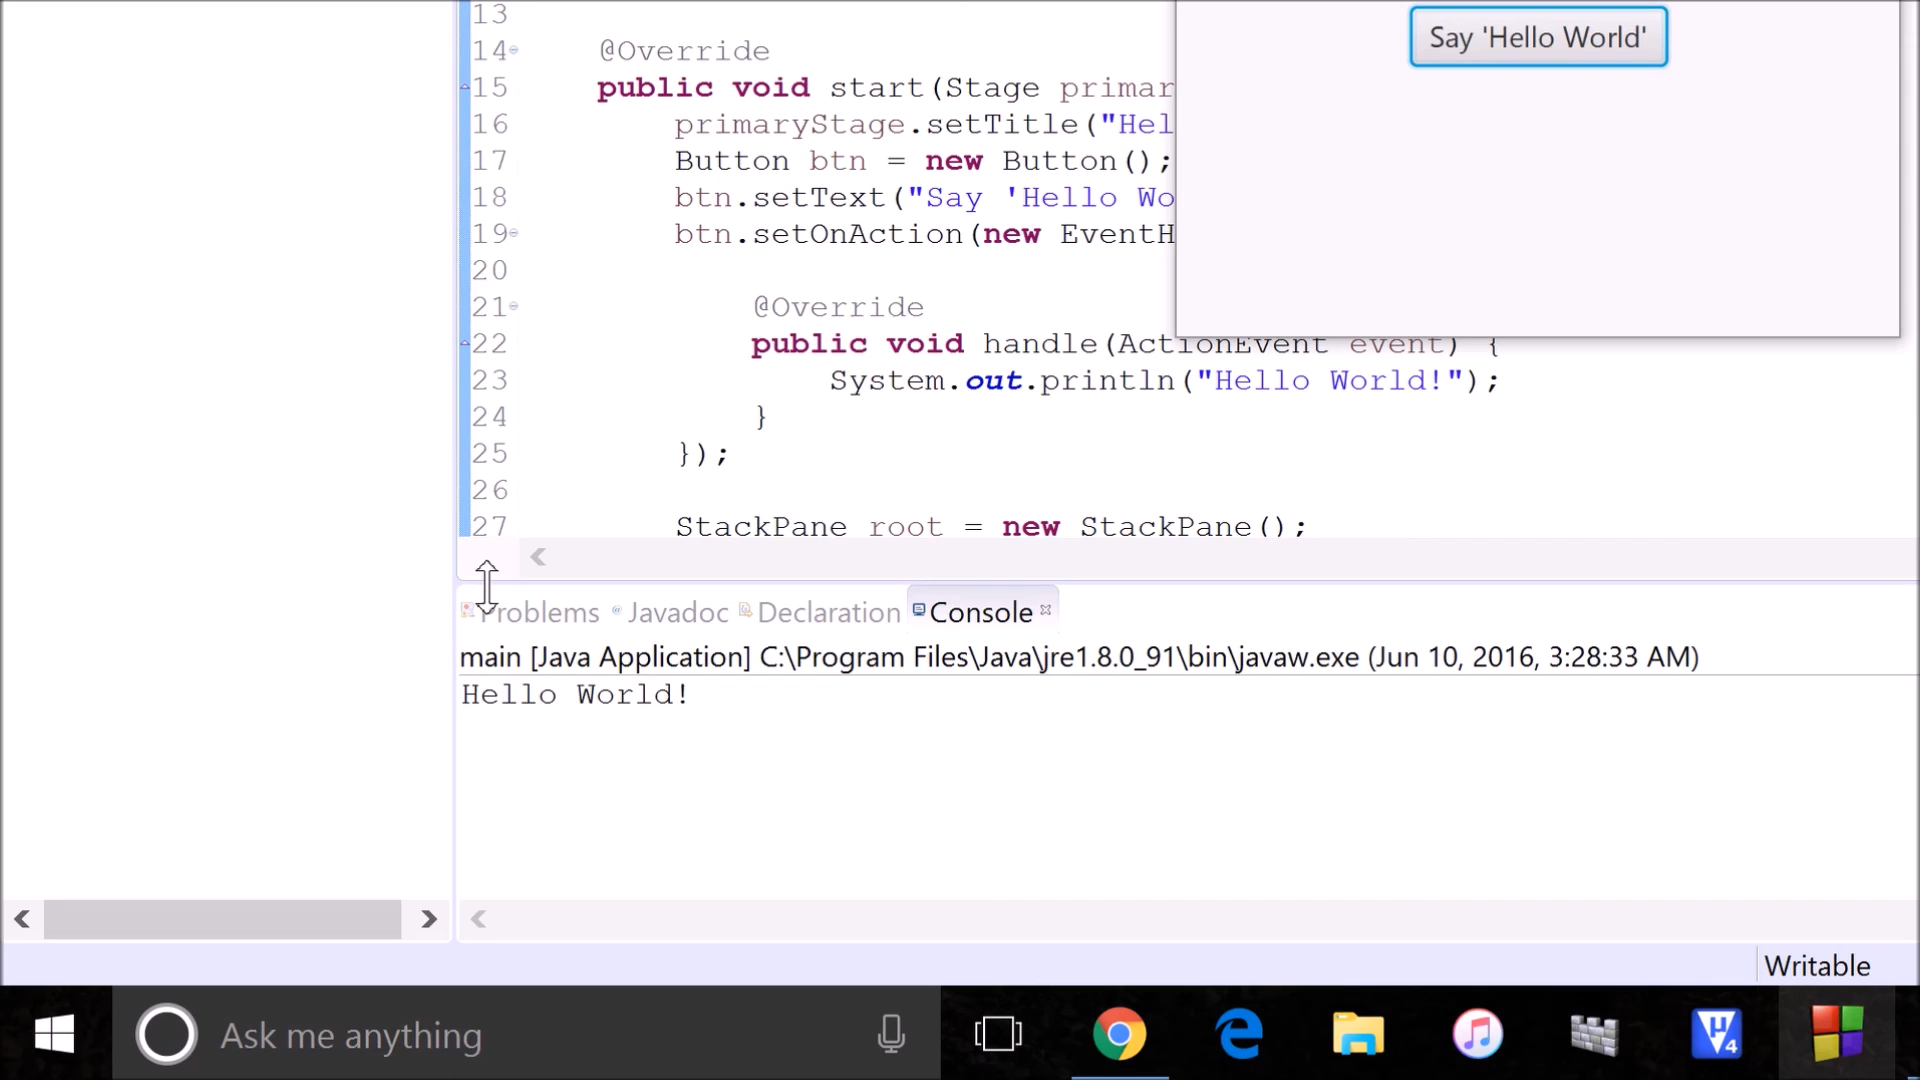 13
14 @Override
15 public void start(Stage primar
16 primaryStage.setTitle("Hel
17 Button btn = new Button();
18 btn.setText("Say 'Hello Wo
19 btn.setOnAction(new EventH
20
21 @Override
22 public void handle(ActionEvent event) {
23 System.out.println("Hello World!");
24 }
25 });
26
27 StackPane root = new StackPane();
Say 'Hello World'
Problems @ Javadoc Declaration Console
main [Java Application] C:\Program Files\Java\jre1.8.0_91\bin\javaw.exe (Jun 10, 2016, 3:28:33 AM)
Hello World!
Writable
Ask me anything
μ4